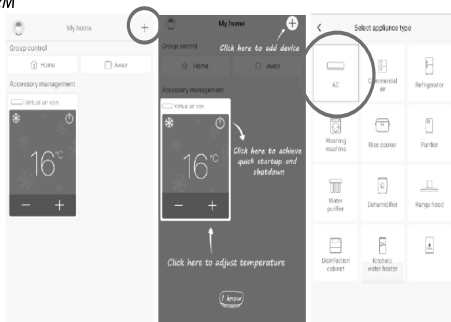 My home
+
Group control
Home
Away
Accessory management
Virtual air con
16°C
− +
My home
+
Click here to add device
Group control
Home
Away
Accessory management
Virtual air con
16°C
Click here to achieve
quick startup and
shutdown
− +
Click here to adjust temperature
I know
Select appliance type
AC
Commercial
air
Refrigerator
Washing
machine
Rice cooker
Purifier
Water
purifier
Dehumidifier
Range hood
Disinfection
cabinet
Kitchen/
water heater